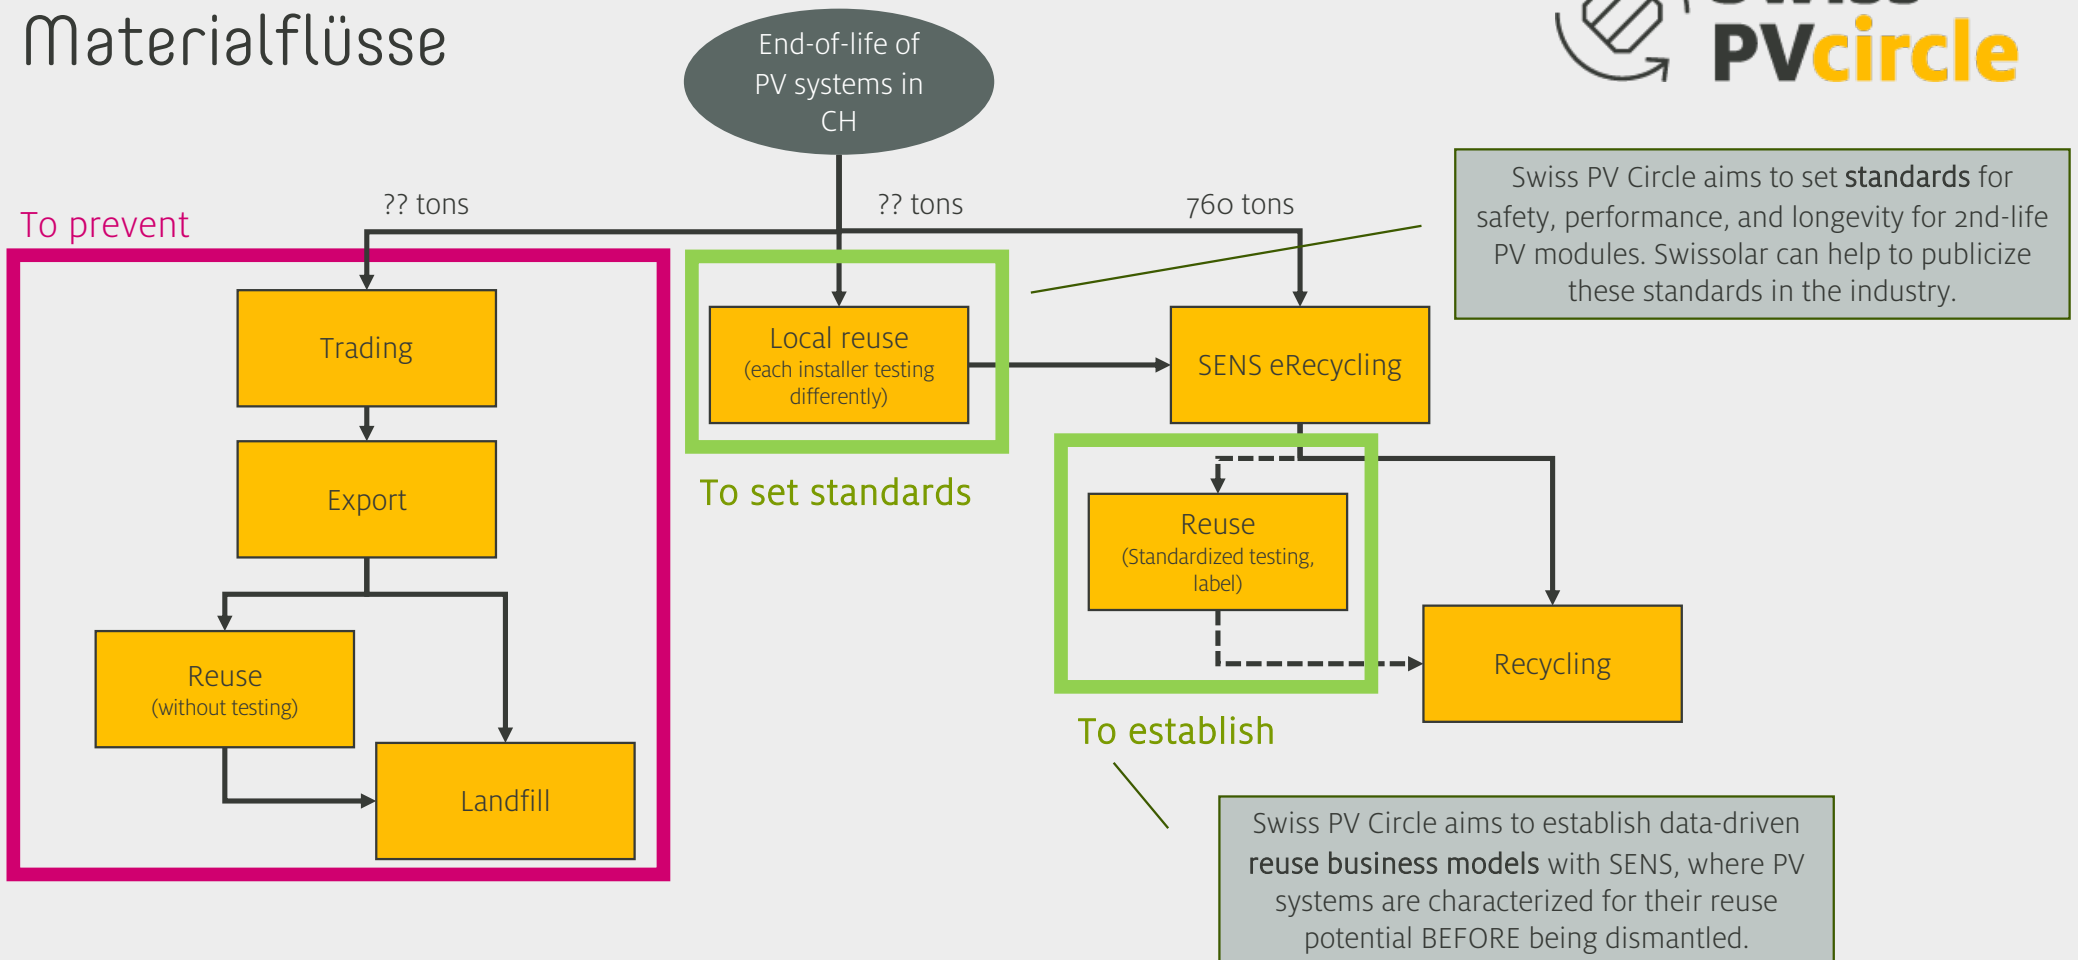 Materialflüsse
Swiss
PVcircle
End-of-life of
PV systems in
CH
?? tons
?? tons
760 tons
To prevent
Swiss PV Circle aims to set standards for
safety, performance, and longevity for 2nd-life
PV modules. Swissolar can help to publicize
these standards in the industry.
Trading
Local reuse
(each installer testing
differently)
SENS eRecycling
Export
To set standards
Reuse
(Standardized testing,
label)
Reuse
(without testing)
Recycling
Landfill
To establish
Swiss PV Circle aims to establish data-driven
reuse business models with SENS, where PV
systems are characterized for their reuse
potential BEFORE being dismantled.